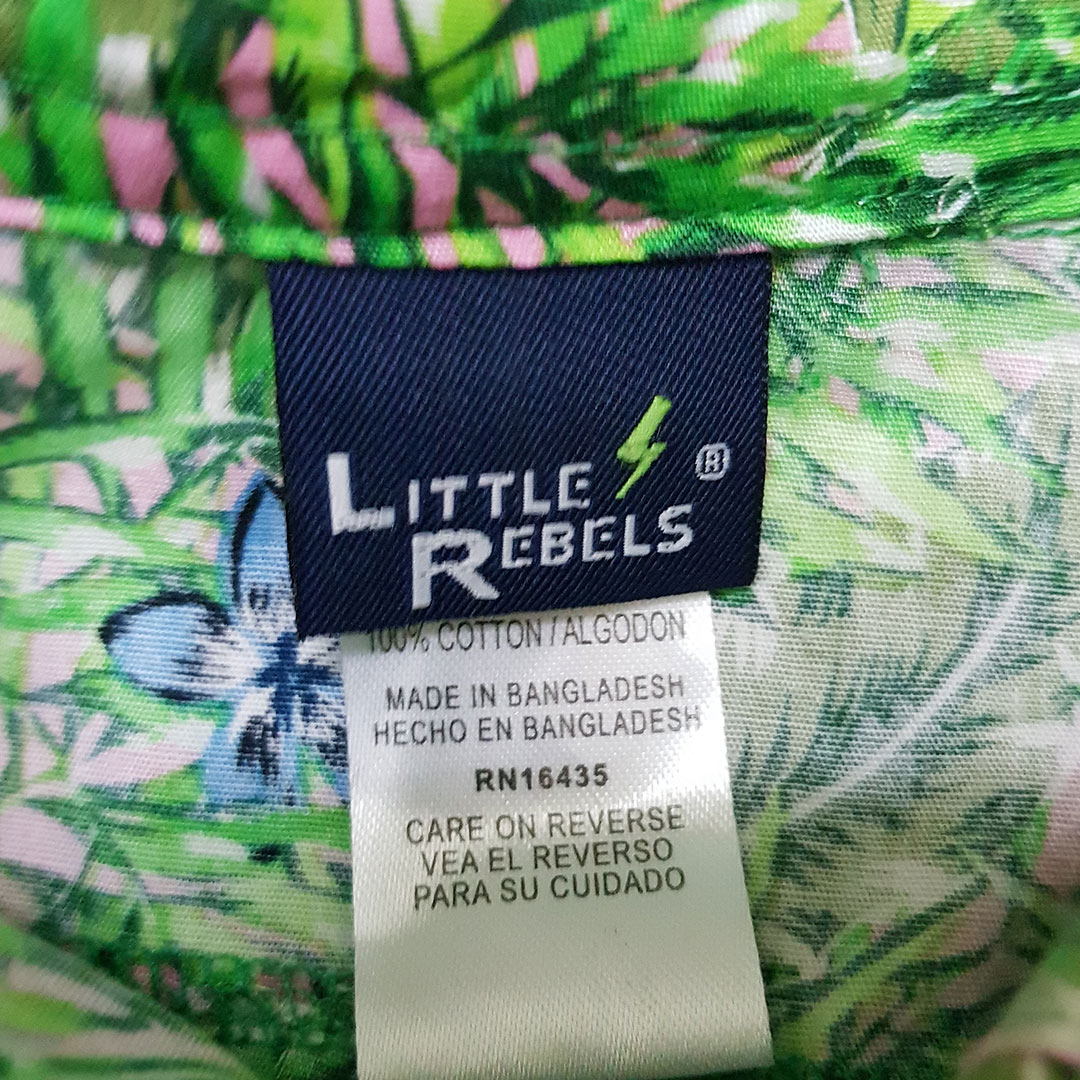 LITTLE ®
REBELS
100% COTTON / ALGODON
MADE IN BANGLADESH
HECHO EN BANGLADESH
RN16435
CARE ON REVERSE
VEA EL REVERSO
PARA SU CUIDADO